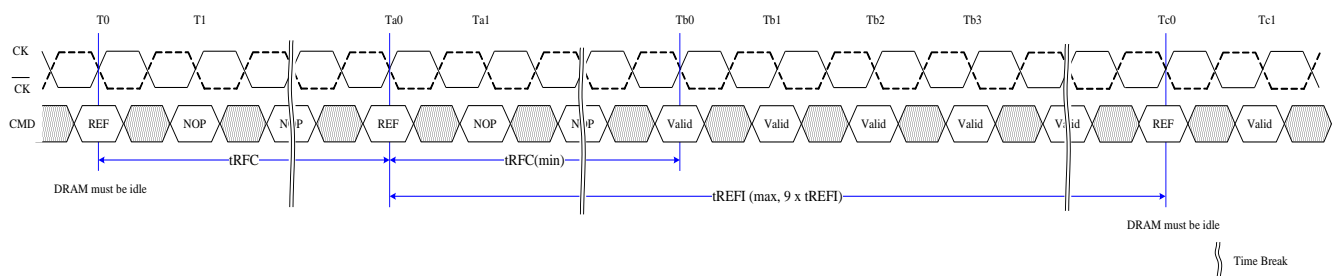 T0 T1 Ta0 Ta1 Tb0 Tb1 Tb2 Tb3 Tc0 Tc1
CK
CK
CMD REF NOP NOP REF NOP NOP Valid Valid Valid Valid Valid REF Valid
tRFC tRFC(min)
DRAM must be idle
tREFI (max, 9 x tREFI)
DRAM must be idle
Time Break